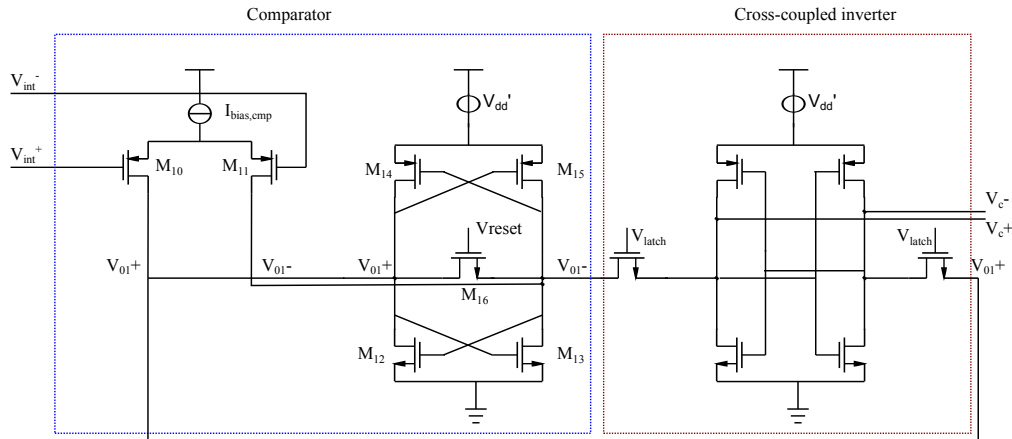 Comparator
Cross-coupled inverter
V_int-
I_bias,cmp
V_dd'
V_dd'
V_int+
M_10
M_11
M_14
M_15
V_c-
V_c+
Vreset
V_latch
V_latch
V_01+
V_01-
V_01+
V_01-
V_01+
M_16
M_12
M_13